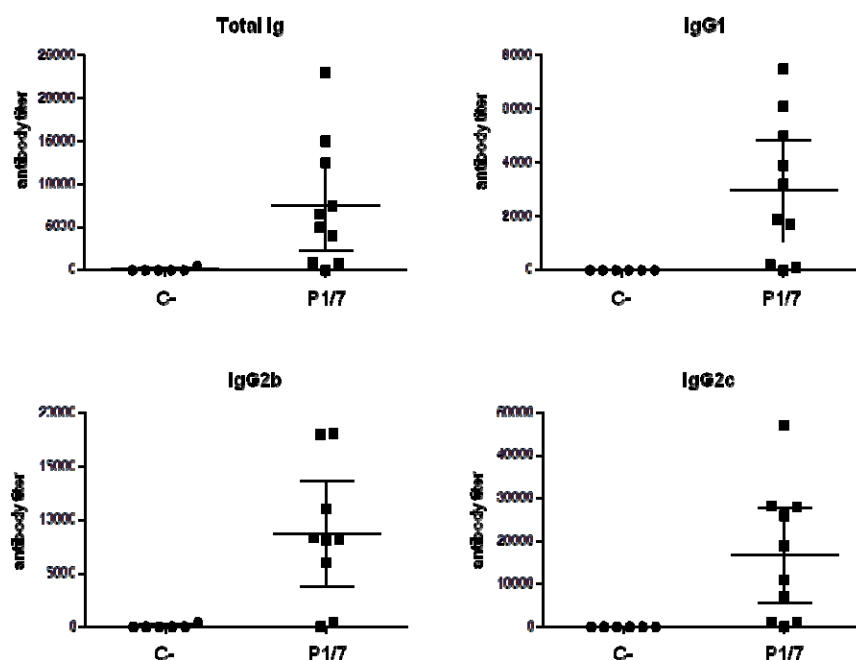 Total Ig
antibody titer
25000
20000
15000
10000
5000
0
C-
P1/7
IgG1
antibody titer
8000
6000
4000
2000
0
C-
P1/7
IgG2b
antibody titer
20000
15000
10000
5000
0
C-
P1/7
IgG2c
antibody titer
50000
40000
30000
20000
10000
0
C-
P1/7